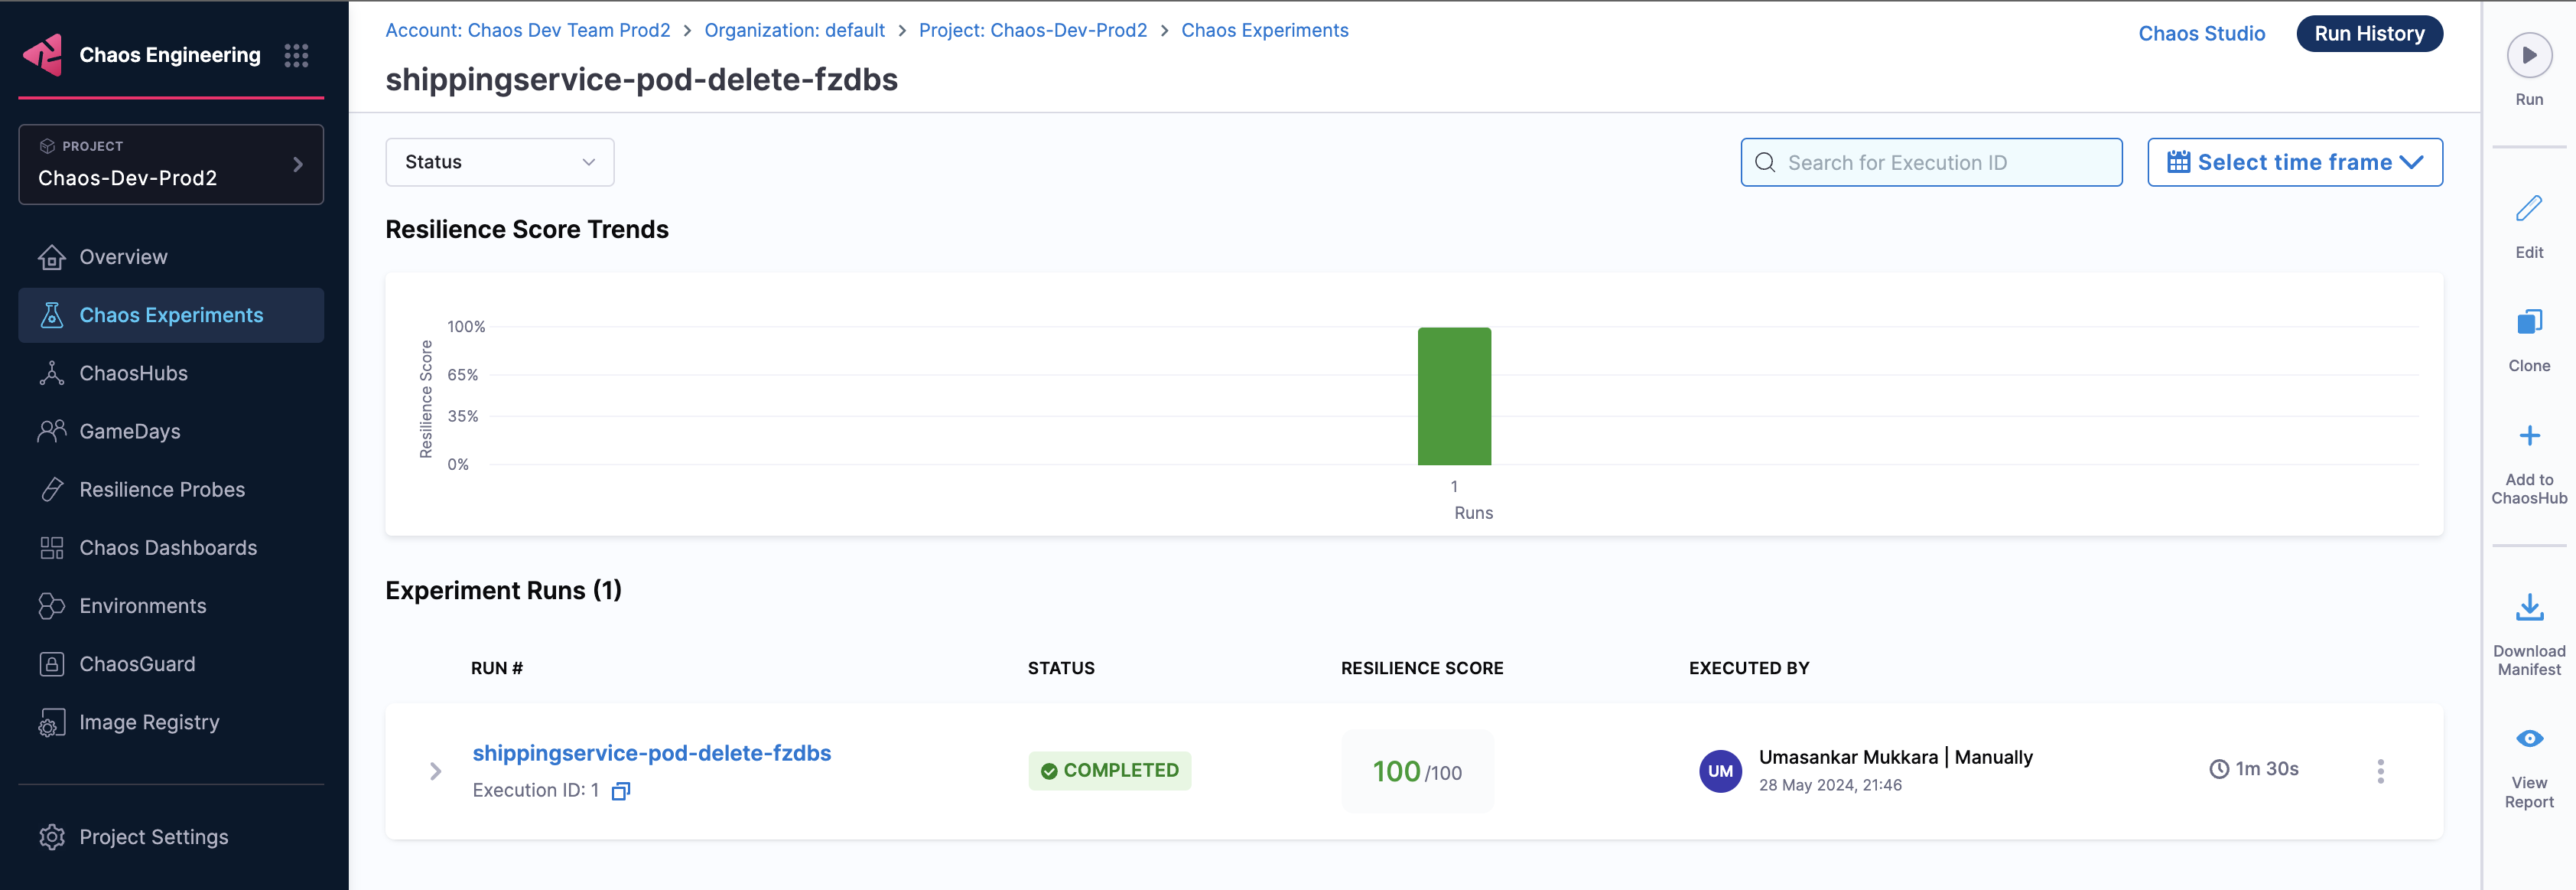 Chaos Engineering
PROJECT
Chaos-Dev-Prod2
Overview
Chaos Experiments
ChaosHubs
GameDays
Resilience Probes
Chaos Dashboards
Environments
ChaosGuard
Image Registry
Project Settings
Account: Chaos Dev Team Prod2 > Organization: default > Project: Chaos-Dev-Prod2 > Chaos Experiments
shippingservice-pod-delete-fzdbs
Chaos Studio
Run History
Status
Search for Execution ID
Select time frame
Resilience Score Trends
Resilience Score
100%
65%
35%
0%
1
Runs
Experiment Runs (1)
RUN # STATUS RESILIENCE SCORE EXECUTED BY
shippingservice-pod-delete-fzdbs
Execution ID: 1
COMPLETED
100/100
UM
Umasankar Mukkara | Manually
28 May 2024, 21:46
1m 30s
Run
Edit
Clone
Add to
ChaosHub
Download
Manifest
View
Report